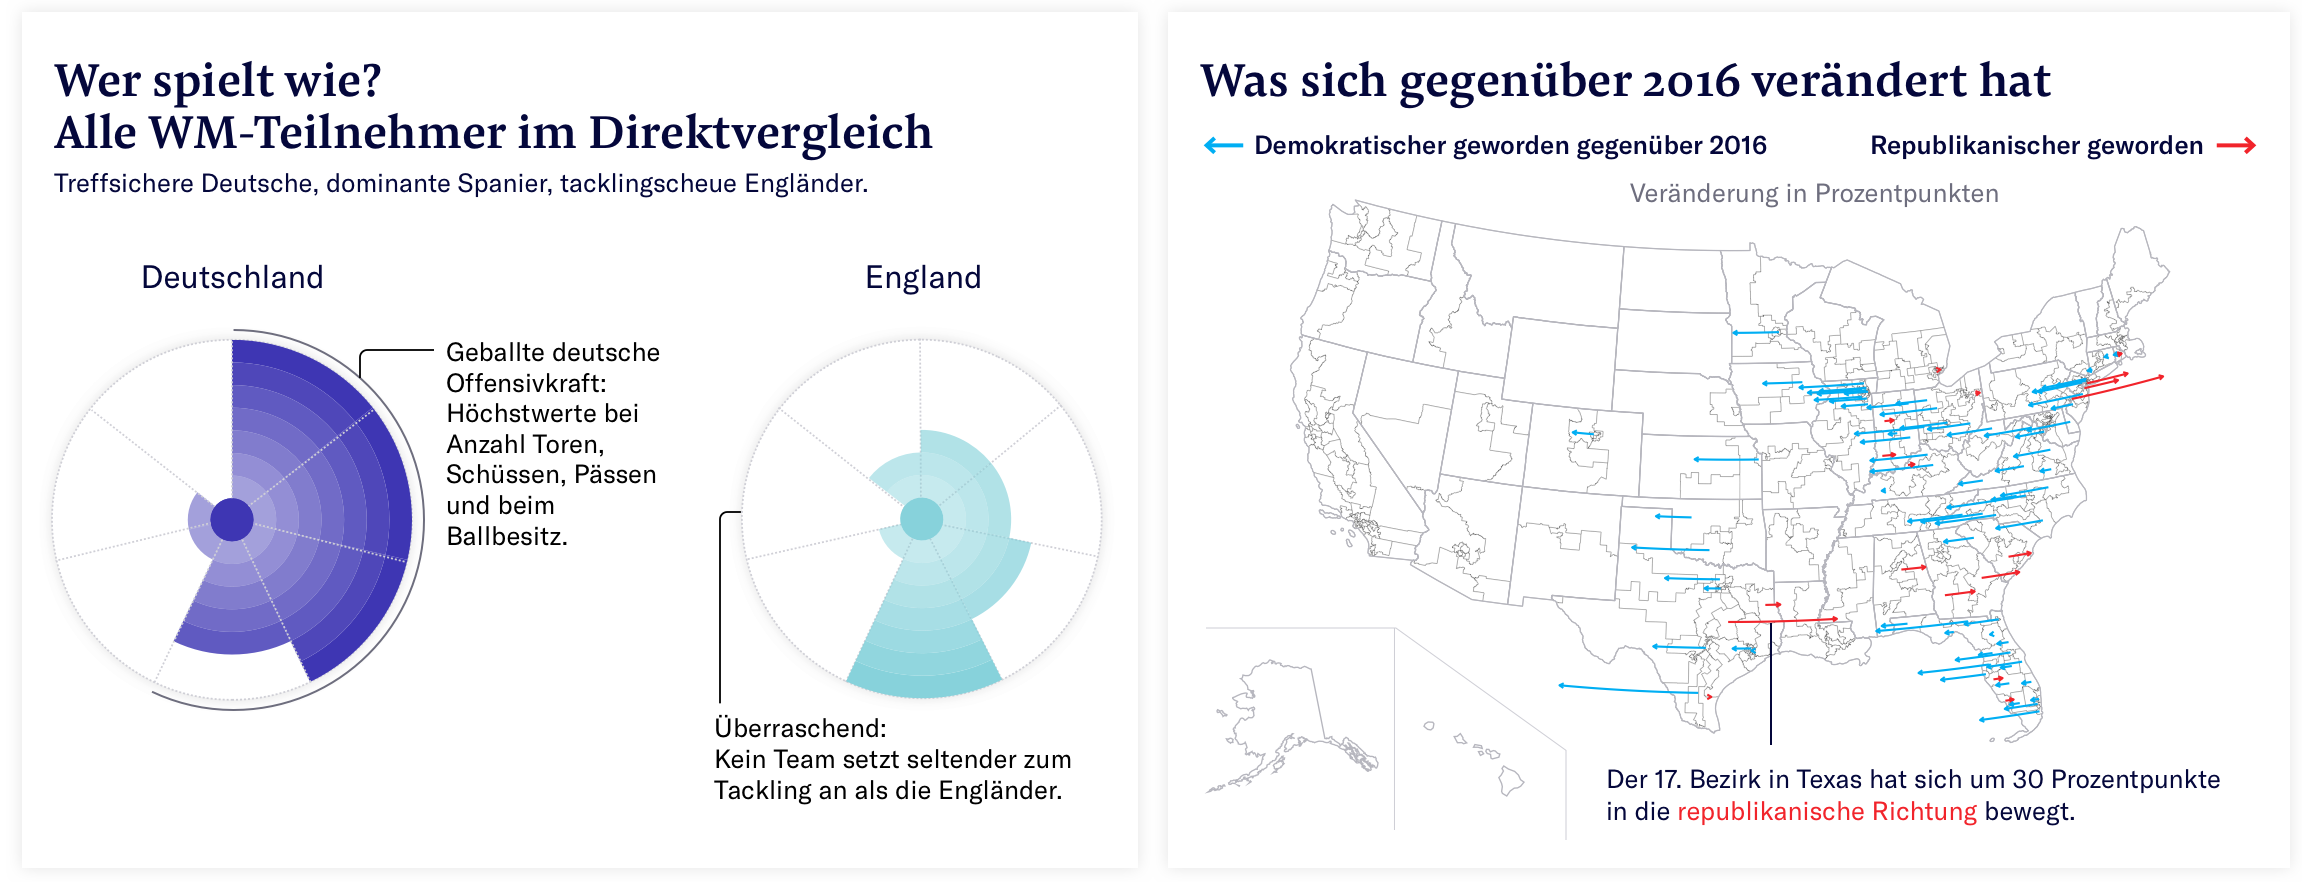 Wer spielt wie?
Alle WM-Teilnehmer im Direktvergleich
Treffsichere Deutsche, dominante Spanier, tacklingscheue Engländer.
Deutschland
England
Geballte deutsche
Offensivkraft:
Höchstwerte bei
Anzahl Toren,
Schüssen, Pässen
und beim
Ballbesitz.
Überraschend:
Kein Team setzt seltender zum
Tackling an als die Engländer.
Was sich gegenüber 2016 verändert hat
Demokratischer geworden gegenüber 2016
Republikanischer geworden
Veränderung in Prozentpunkten
Der 17. Bezirk in Texas hat sich um 30 Prozentpunkte
in die republikanische Richtung bewegt.